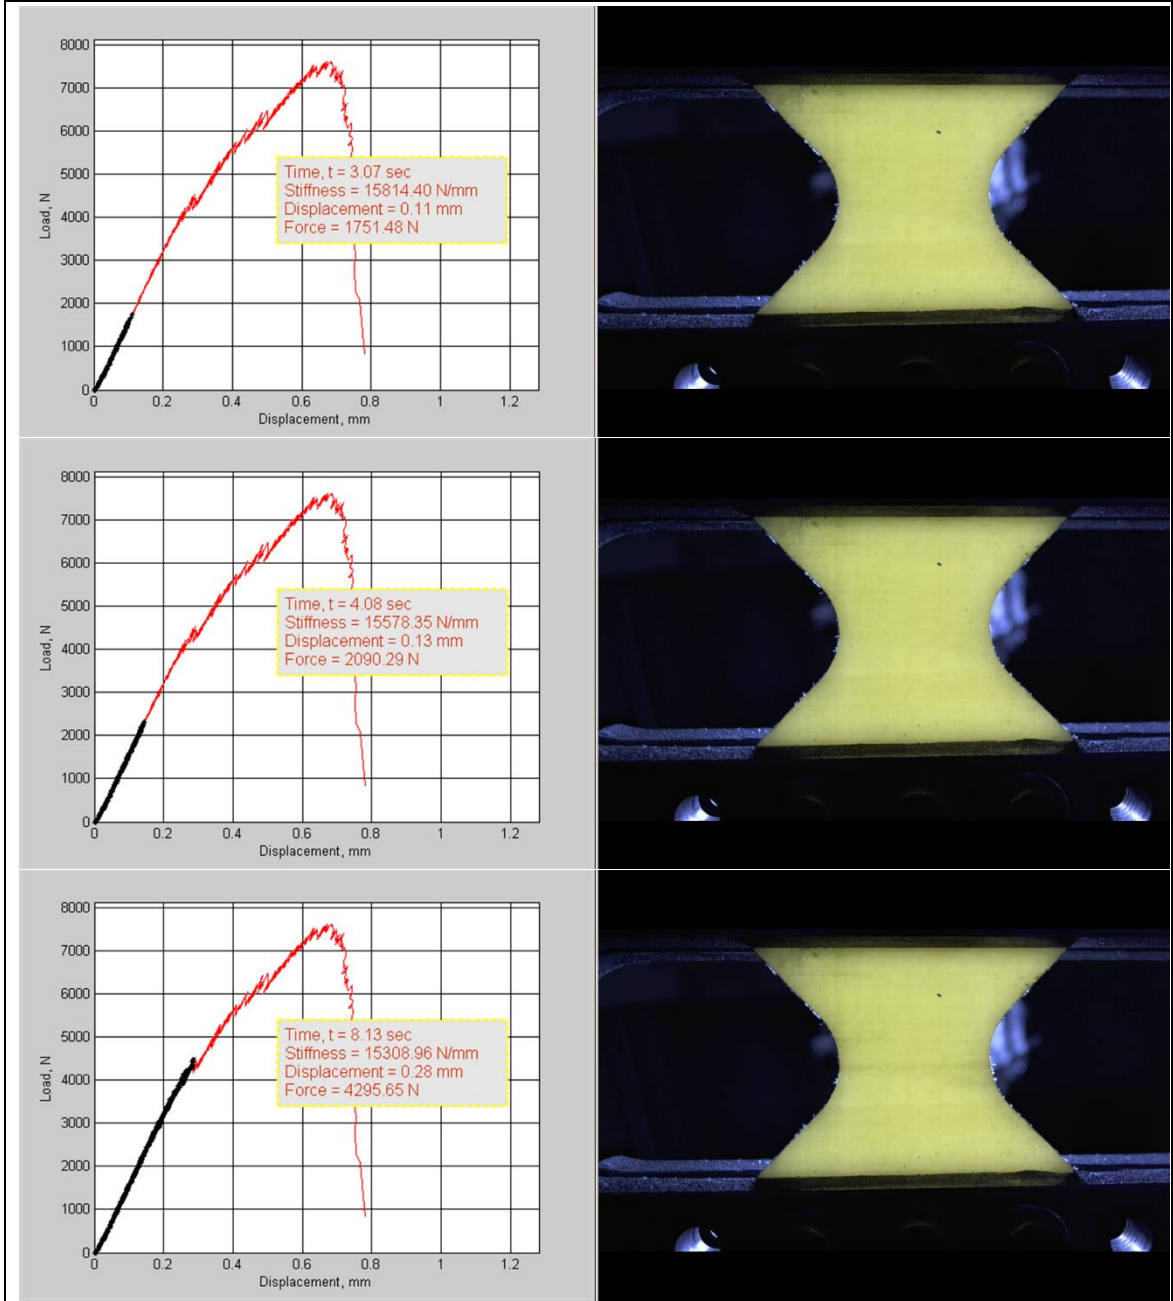 8000
7000
6000
5000
4000
3000
2000
1000
0
Load, N
Time, t = 3.07 sec
Stiffness = 15814.40 N/mm
Displacement = 0.11 mm
Force = 1751.48 N
0 0.2 0.4 0.6 0.8 1 1.2
Displacement, mm
8000
7000
6000
5000
4000
3000
2000
1000
0
Load, N
Time, t = 4.08 sec
Stiffness = 15578.35 N/mm
Displacement = 0.13 mm
Force = 2090.29 N
0 0.2 0.4 0.6 0.8 1 1.2
Displacement, mm
8000
7000
6000
5000
4000
3000
2000
1000
0
Load, N
Time, t = 8.13 sec
Stiffness = 15308.96 N/mm
Displacement = 0.28 mm
Force = 4295.65 N
0 0.2 0.4 0.6 0.8 1 1.2
Displacement, mm